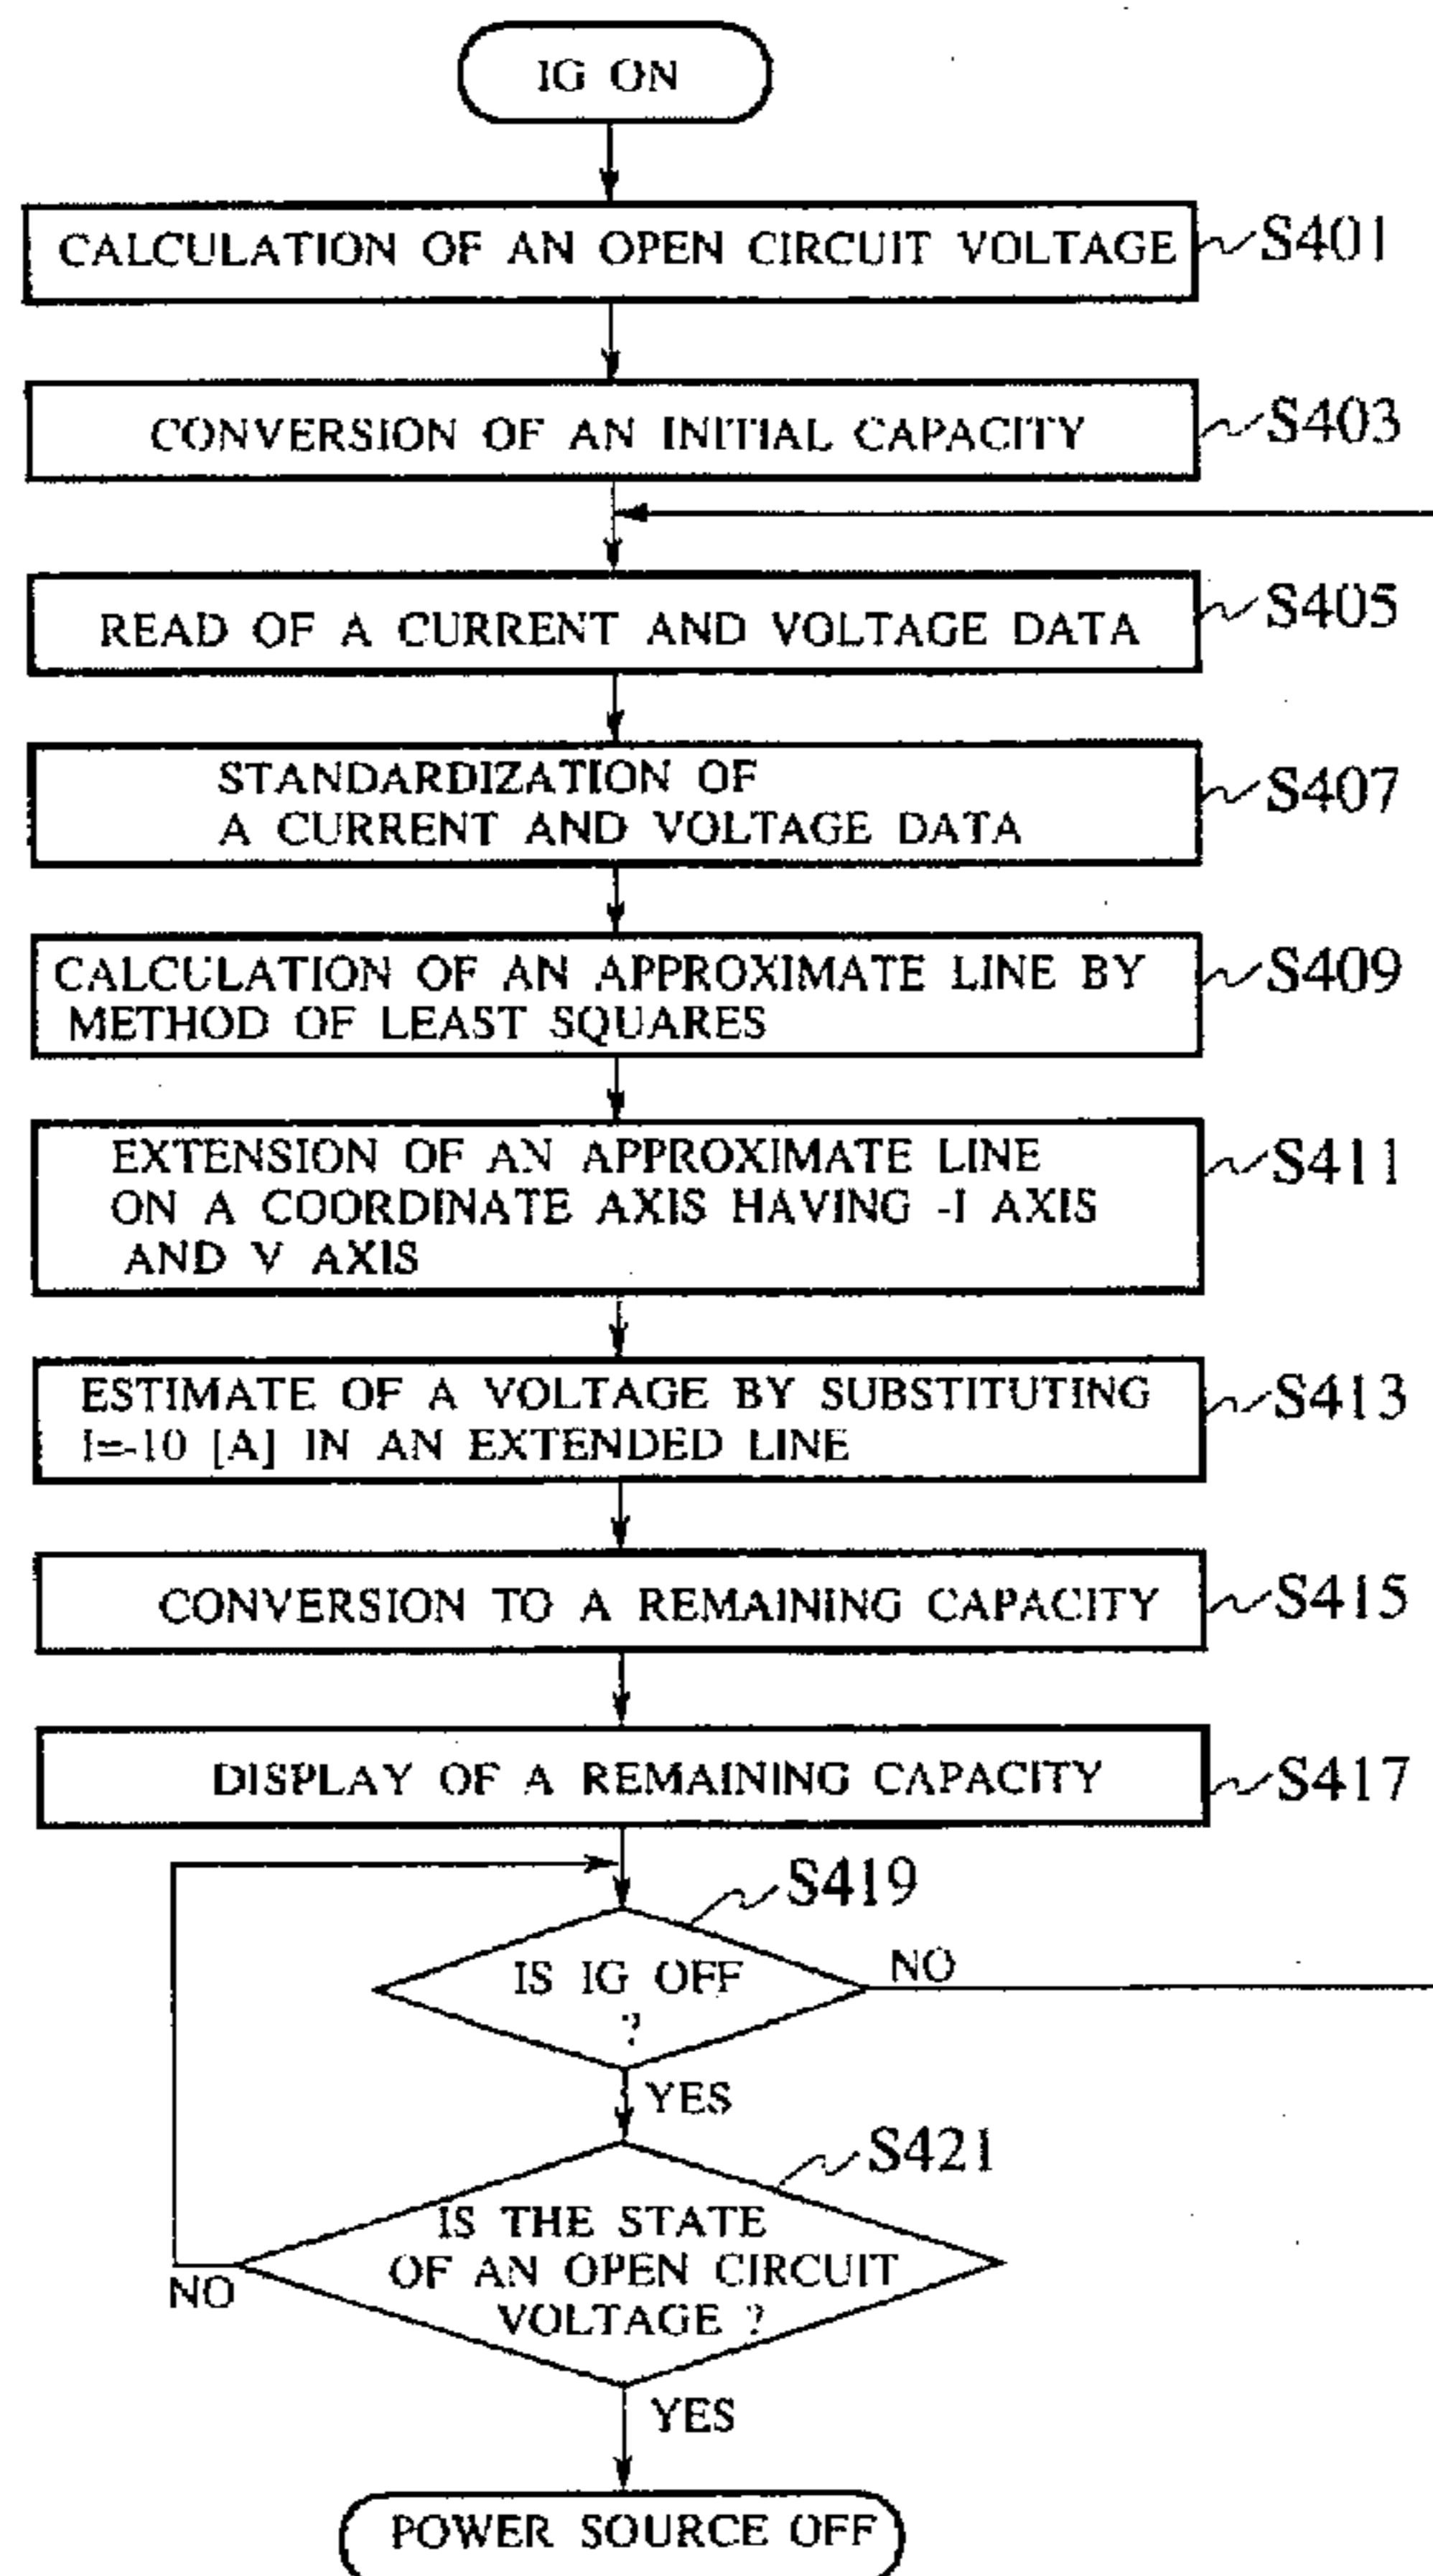 IG ON
CALCULATION OF AN OPEN CIRCUIT VOLTAGE
S401
CONVERSION OF AN INITIAL CAPACITY
S403
READ OF A CURRENT AND VOLTAGE DATA
S405
STANDARDIZATION OF
A CURRENT AND VOLTAGE DATA
S407
CALCULATION OF AN APPROXIMATE LINE BY
METHOD OF LEAST SQUARES
S409
EXTENSION OF AN APPROXIMATE LINE
ON A COORDINATE AXIS HAVING -I AXIS
AND V AXIS
S411
ESTIMATE OF A VOLTAGE BY SUBSTITUTING
I=-10 [A] IN AN EXTENDED LINE
S413
CONVERSION TO A REMAINING CAPACITY
S415
DISPLAY OF A REMAINING CAPACITY
S417
S419
IS IG OFF
?
NO
YES
S421
IS THE STATE
OF AN OPEN CIRCUIT
VOLTAGE ?
NO
YES
POWER SOURCE OFF